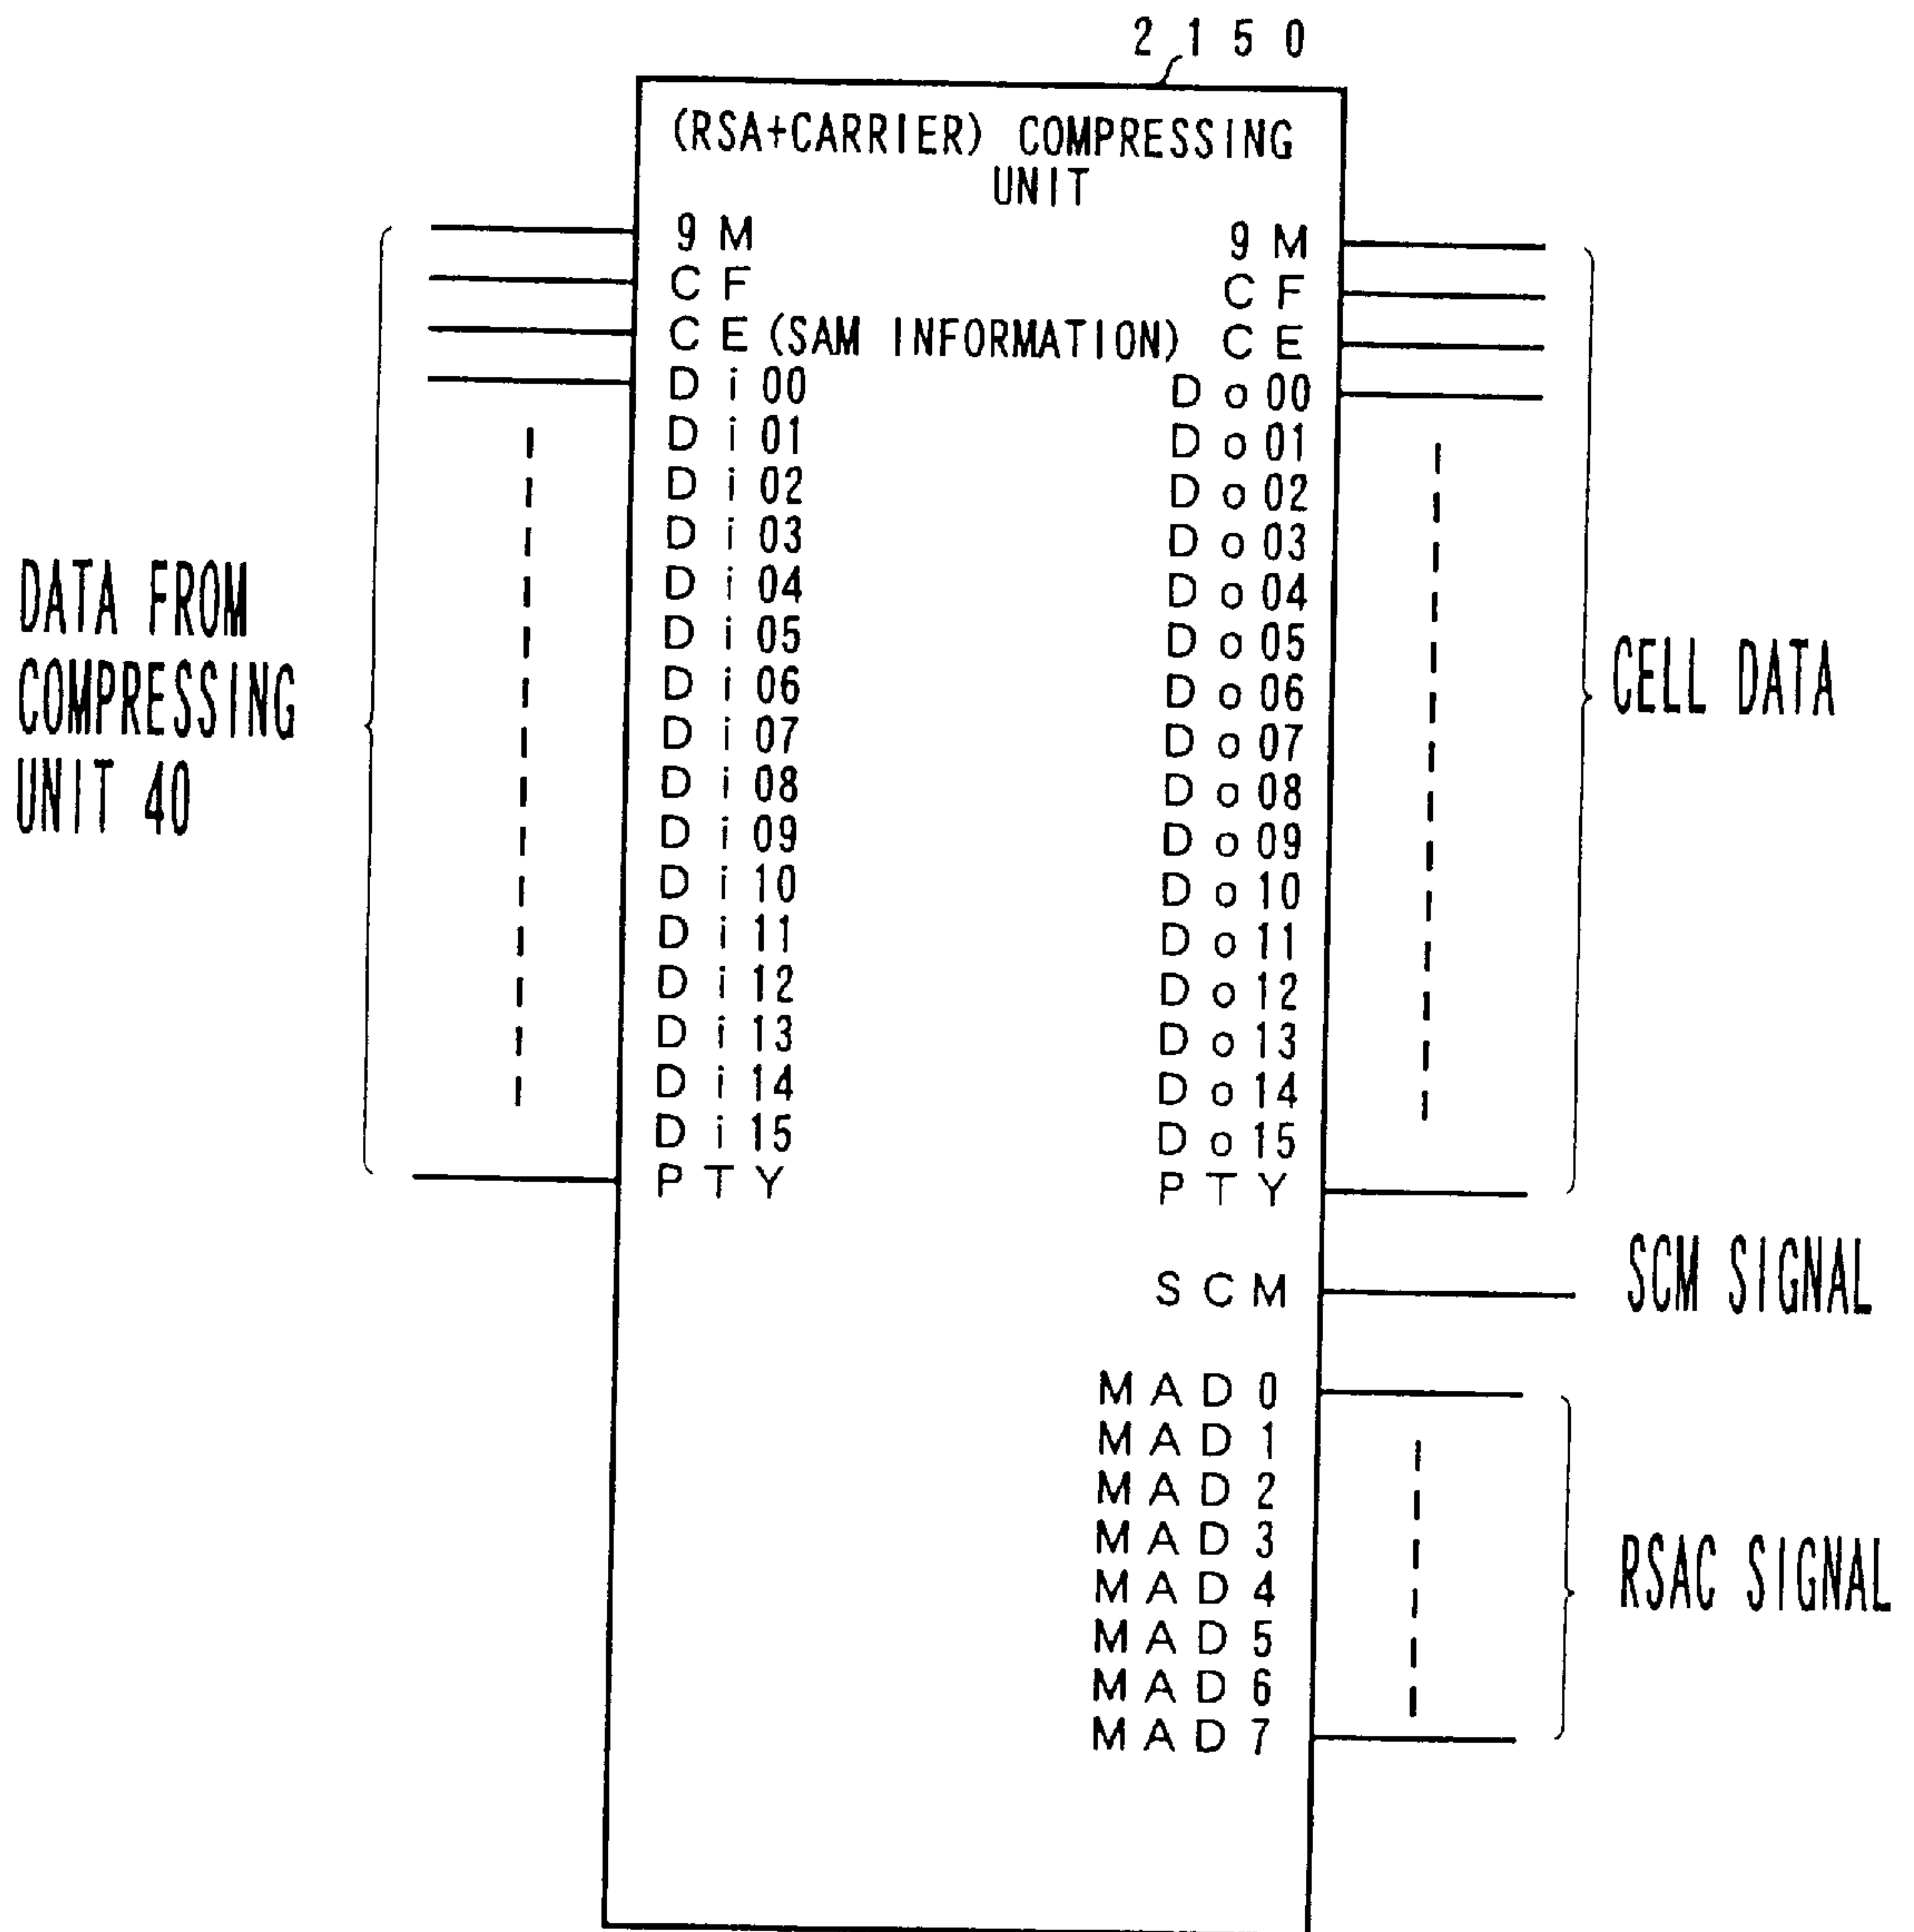 2150
(RSA+CARRIER) COMPRESSING
UNIT
9M 9M
CF CF
CE (SAM INFORMATION) CE
Di00 Do00
Di01 Do01
Di02 Do02
Di03 Do03
Di04 Do04
Di05 Do05
Di06 Do06
Di07 Do07
Di08 Do08
Di09 Do09
Di10 Do10
Di11 Do11
Di12 Do12
Di13 Do13
Di14 Do14
Di15 Do15
PTY PTY
SCM
MAD0
MAD1
MAD2
MAD3
MAD4
MAD5
MAD6
MAD7
DATA FROM
COMPRESSING
UNIT 40
CELL DATA
SCM SIGNAL
RSAC SIGNAL